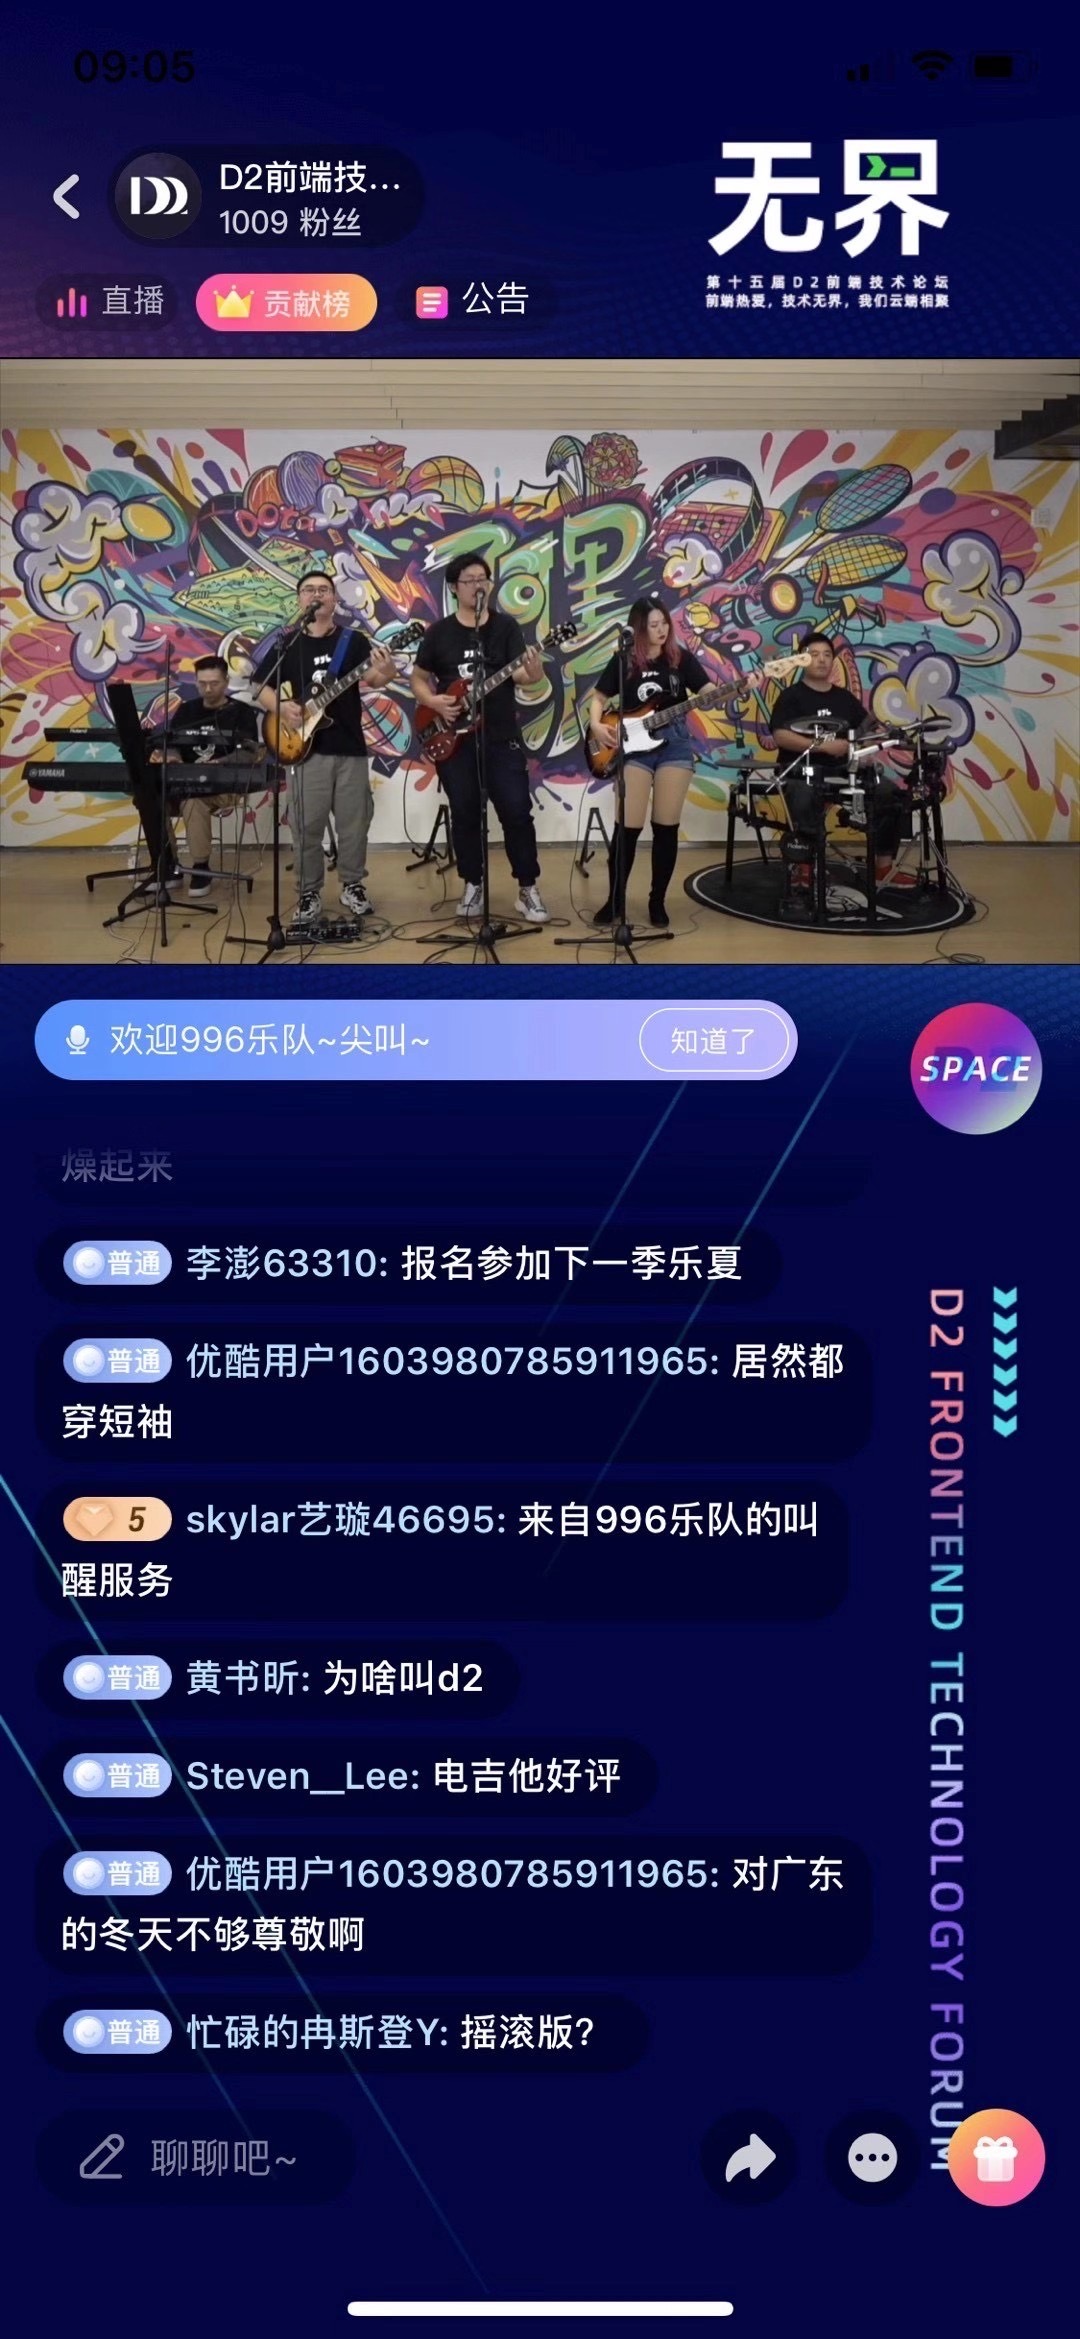 09:05
D2前端技...
1009 粉丝
无界
第十五届D2前端技术论坛
前端热爱，技术无界，我们云端相聚
直播
贡献榜
公告
阿里
YAMAHA
Roland
欢迎996乐队~尖叫~
知道了
SPACE
燥起来
普通 李澎63310: 报名参加下一季乐夏
普通 优酷用户1603980785911965: 居然都
穿短袖
5 skylar艺璇46695: 来自996乐队的叫
醒服务
普通 黄书昕: 为啥叫d2
普通 Steven__Lee: 电吉他好评
普通 优酷用户1603980785911965: 对广东
的冬天不够尊敬啊
普通 忙碌的冉斯登Y: 摇滚版?
D2 FRONTEND TECHNOLOGY FORUM
聊聊吧~